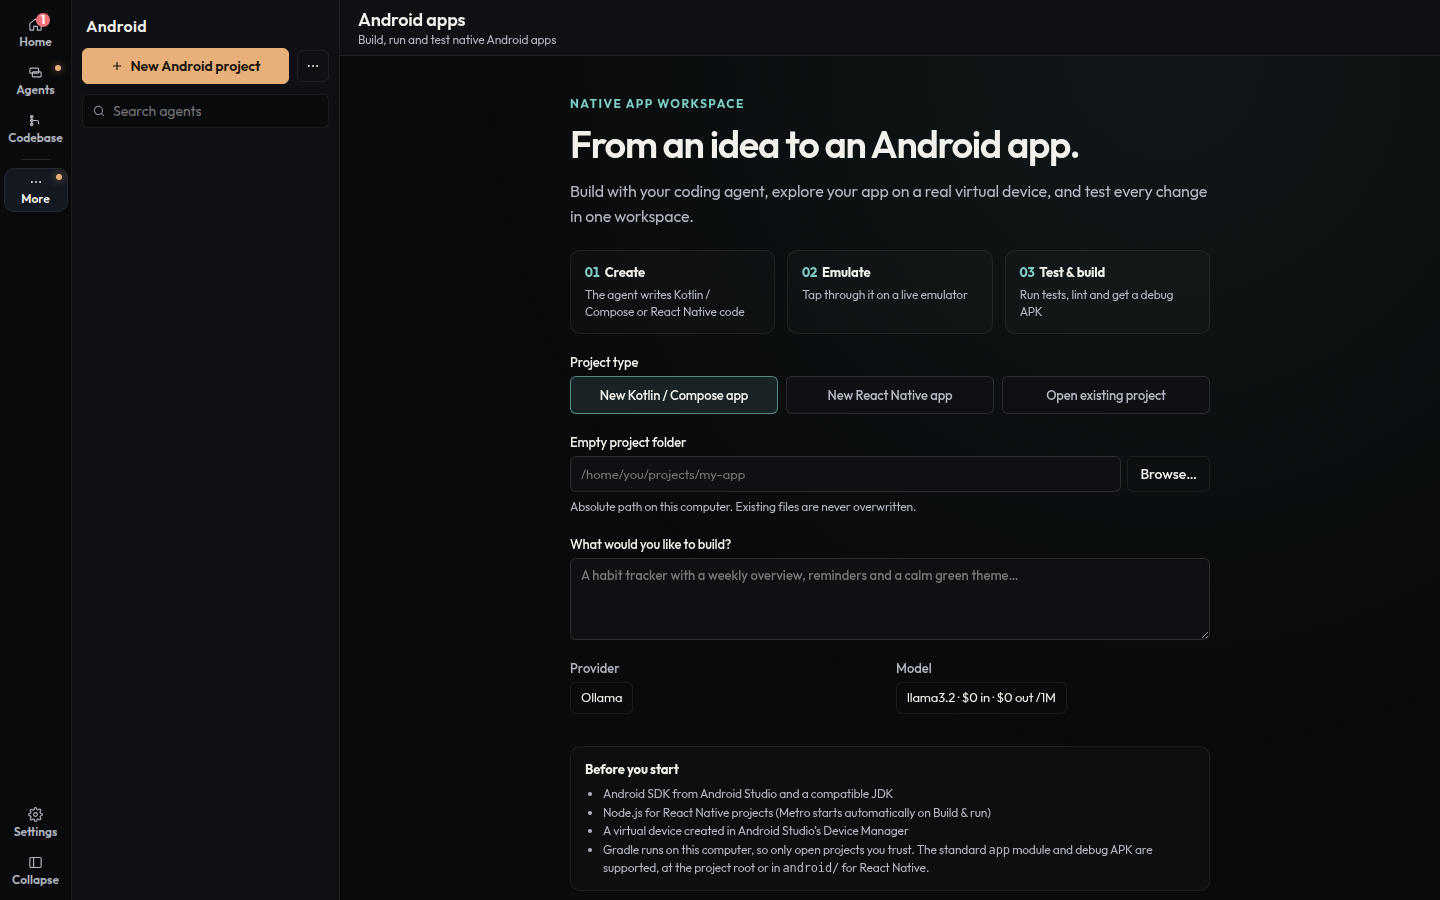 1
Home
Agents
Codebase
More
Settings
Collapse
Android
+ New Android project
Search agents
Android apps
Build, run and test native Android apps
NATIVE APP WORKSPACE
From an idea to an Android app.
Build with your coding agent, explore your app on a real virtual device, and test every change
in one workspace.
01 Create
The agent writes Kotlin /
Compose or React Native code
02 Emulate
Tap through it on a live emulator
03 Test & build
Run tests, lint and get a debug
APK
Project type
New Kotlin / Compose app
New React Native app
Open existing project
Empty project folder
/home/you/projects/my-app
Browse...
Absolute path on this computer. Existing files are never overwritten.
What would you like to build?
A habit tracker with a weekly overview, reminders and a calm green theme...
Provider
Model
Ollama
llama3.2 · $0 in · $0 out /1M
Before you start
• Android SDK from Android Studio and a compatible JDK
• Node.js for React Native projects (Metro starts automatically on Build & run)
• A virtual device created in Android Studio's Device Manager
• Gradle runs on this computer, so only open projects you trust. The standard app module and debug APK are
supported, at the project root or in android/ for React Native.